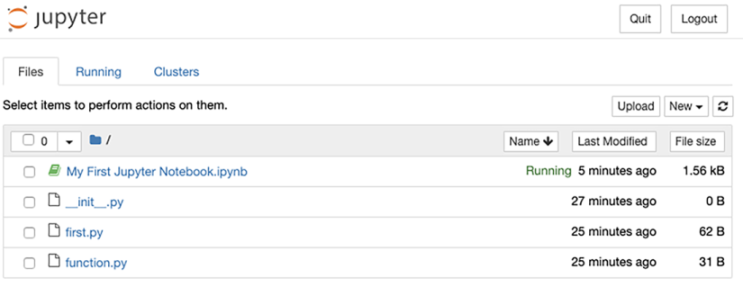 jupyter Quit Logout
Files Running Clusters
Select items to perform actions on them. Upload New
0 / Name Last Modified File size
My First Jupyter Notebook.ipynb Running 5 minutes ago 1.56 kB
__init__.py 27 minutes ago 0 B
first.py 25 minutes ago 62 B
function.py 25 minutes ago 31 B